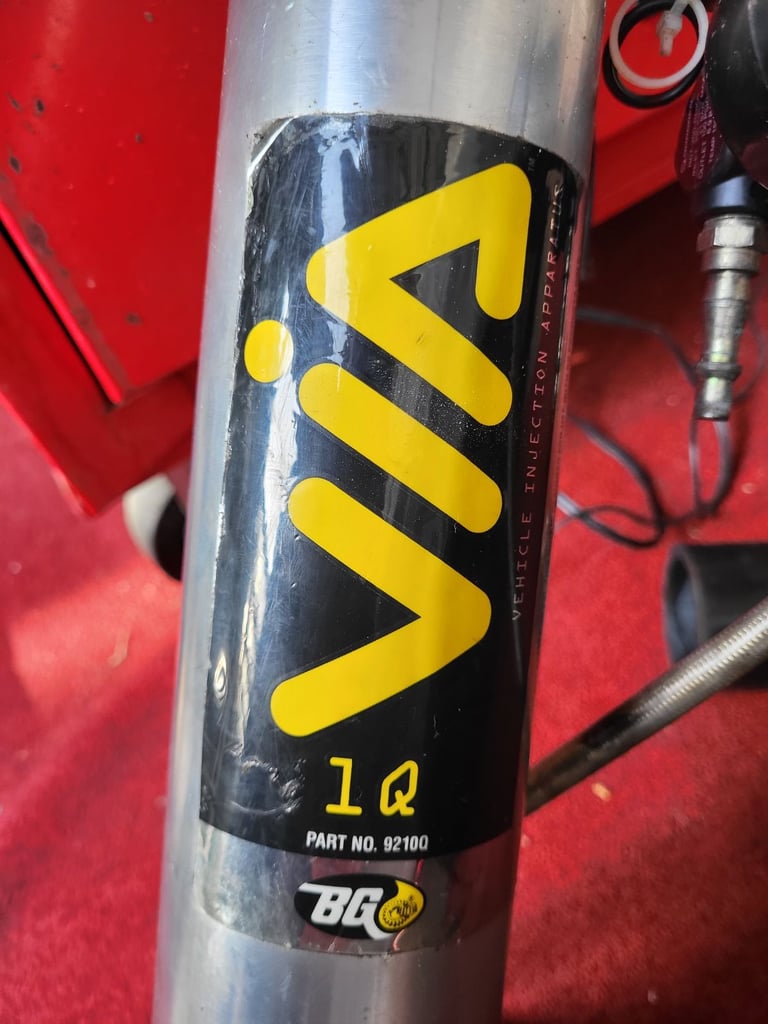 ViA
VEHICLE INJECTION APPARATUS
1Q
PART NO. 9210Q
BG